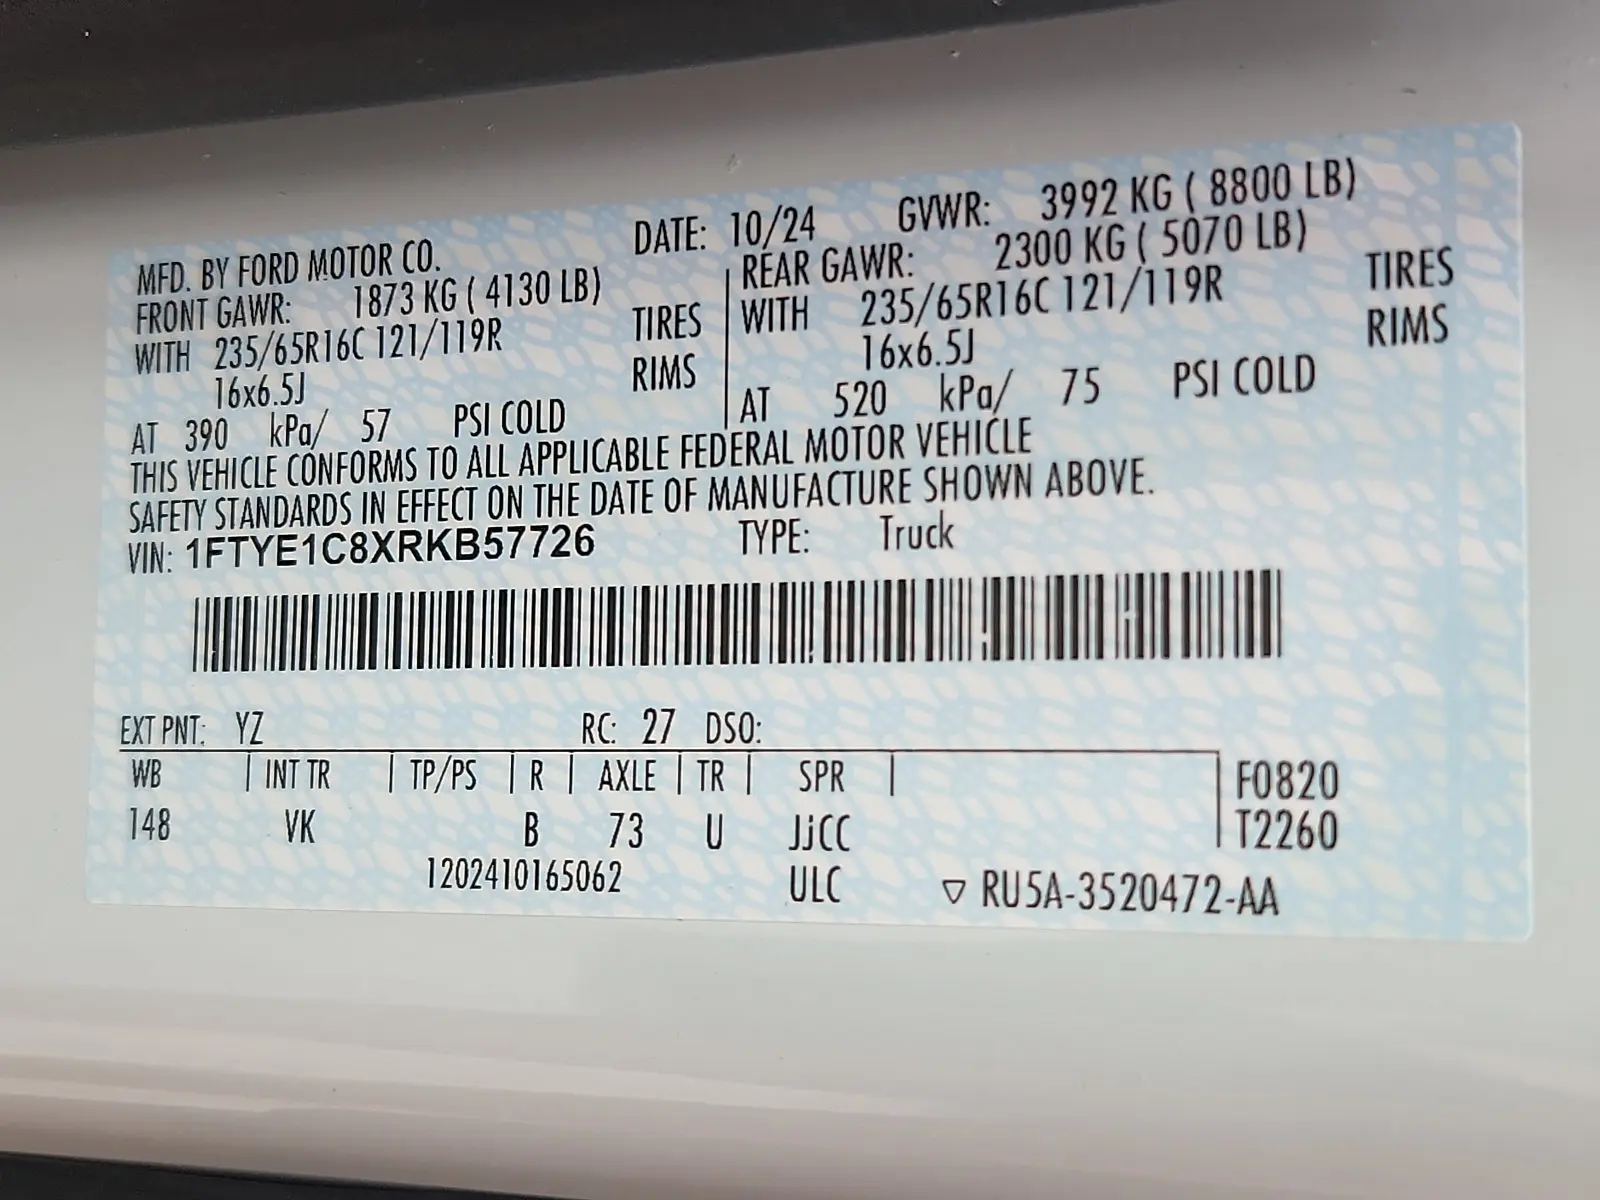 MFD. BY FORD MOTOR CO. DATE: 10/24 GVWR: 3992 KG ( 8800 LB)
FRONT GAWR: 1873 KG ( 4130 LB) REAR GAWR: 2300 KG ( 5070 LB)
WITH 235/65R16C 121/119R TIRES WITH 235/65R16C 121/119R TIRES
16x6.5J RIMS 16x6.5J RIMS
AT 390 kPa/ 57 PSI COLD AT 520 kPa/ 75 PSI COLD
THIS VEHICLE CONFORMS TO ALL APPLICABLE FEDERAL MOTOR VEHICLE
SAFETY STANDARDS IN EFFECT ON THE DATE OF MANUFACTURE SHOWN ABOVE.
VIN: 1FTYE1C8XRKB57726 TYPE: Truck
EXT PNT: YZ RC: 27 DSO:
WB INT TR TP/PS R AXLE TR SPR F0820
148 VK B 73 U JjCC T2260
1202410165062 ULC ▽ RU5A-3520472-AA